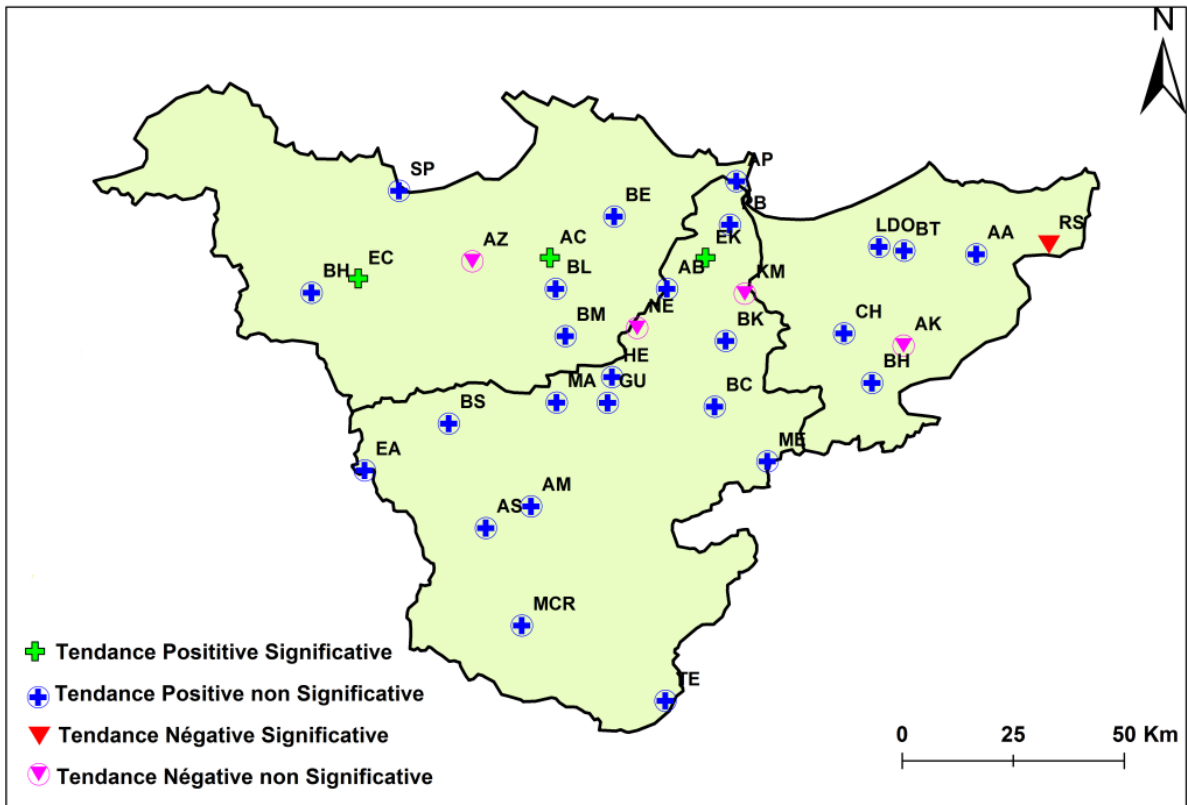 N
SP
AP
BE
PB
AZ
AC
EK
LDO
BT
AA
RS
EC
BH
BL
AB
KM
NE
BM
BK
CH
AK
HE
BH
MA
GU
BC
BS
EA
ME
AM
AS
MCR
TE
Tendance Posititive Significative
Tendance Positive non Significative
Tendance Négative Significative
Tendance Négative non Significative
0 25 50 Km